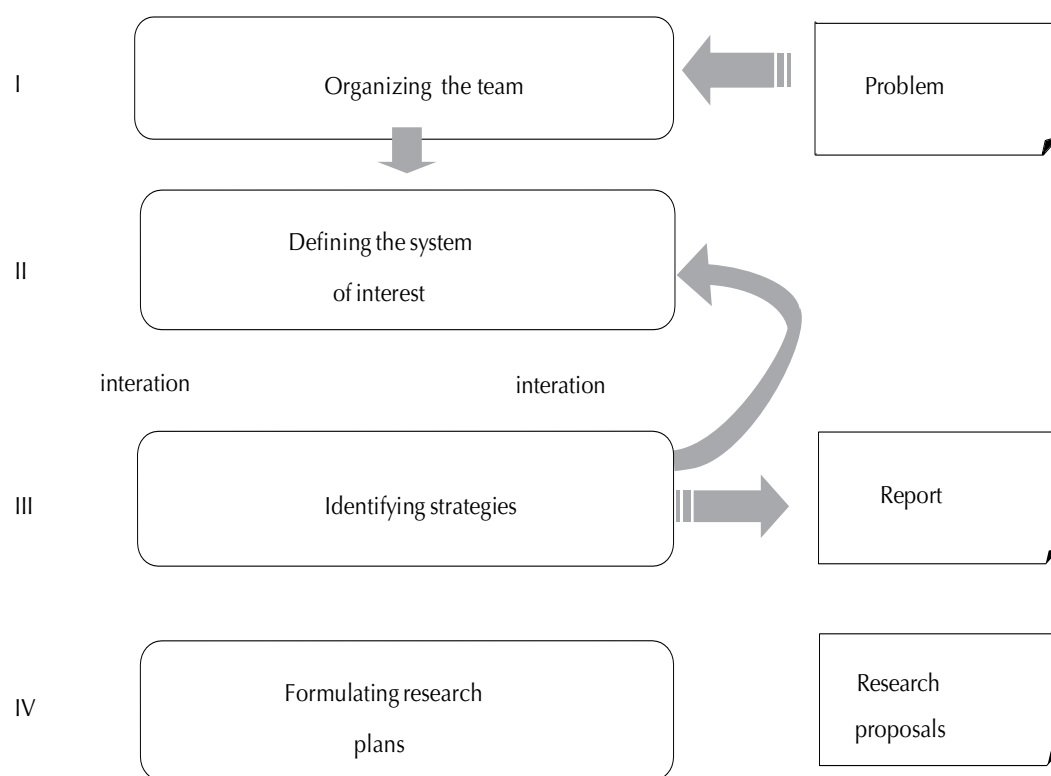 I
Organizing the team
Problem
II
Defining the system
of interest
interation
interation
III
Identifying strategies
Report
IV
Formulating research
plans
Research
proposals